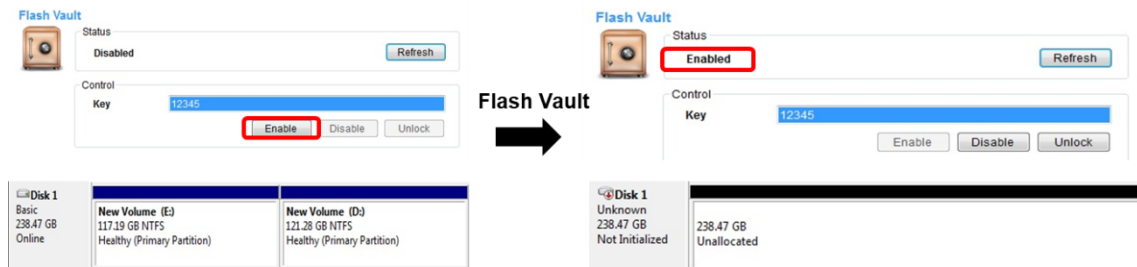 Flash Vault
Status
Disabled
Refresh
Control
Key
12345
Enable
Disable
Unlock
Disk 1
Basic
238.47 GB
Online
New Volume (E:)
117.19 GB NTFS
Healthy (Primary Partition)
New Volume (D:)
121.28 GB NTFS
Healthy (Primary Partition)
Flash Vault
Flash Vault
Status
Enabled
Refresh
Control
Key
12345
Enable
Disable
Unlock
Disk 1
Unknown
238.47 GB
Not Initialized
238.47 GB
Unallocated